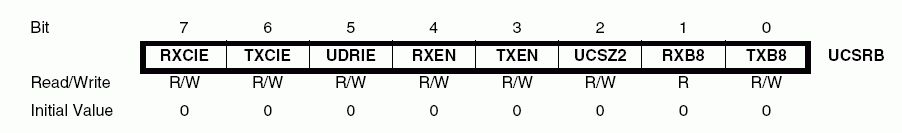 Bit 7 6 5 4 3 2 1 0
RXCIE TXCIE UDRIE RXEN TXEN UCSZ2 RXB8 TXB8 UCSRB
Read/Write R/W R/W R/W R/W R/W R/W R R/W
Initial Value 0 0 0 0 0 0 0 0